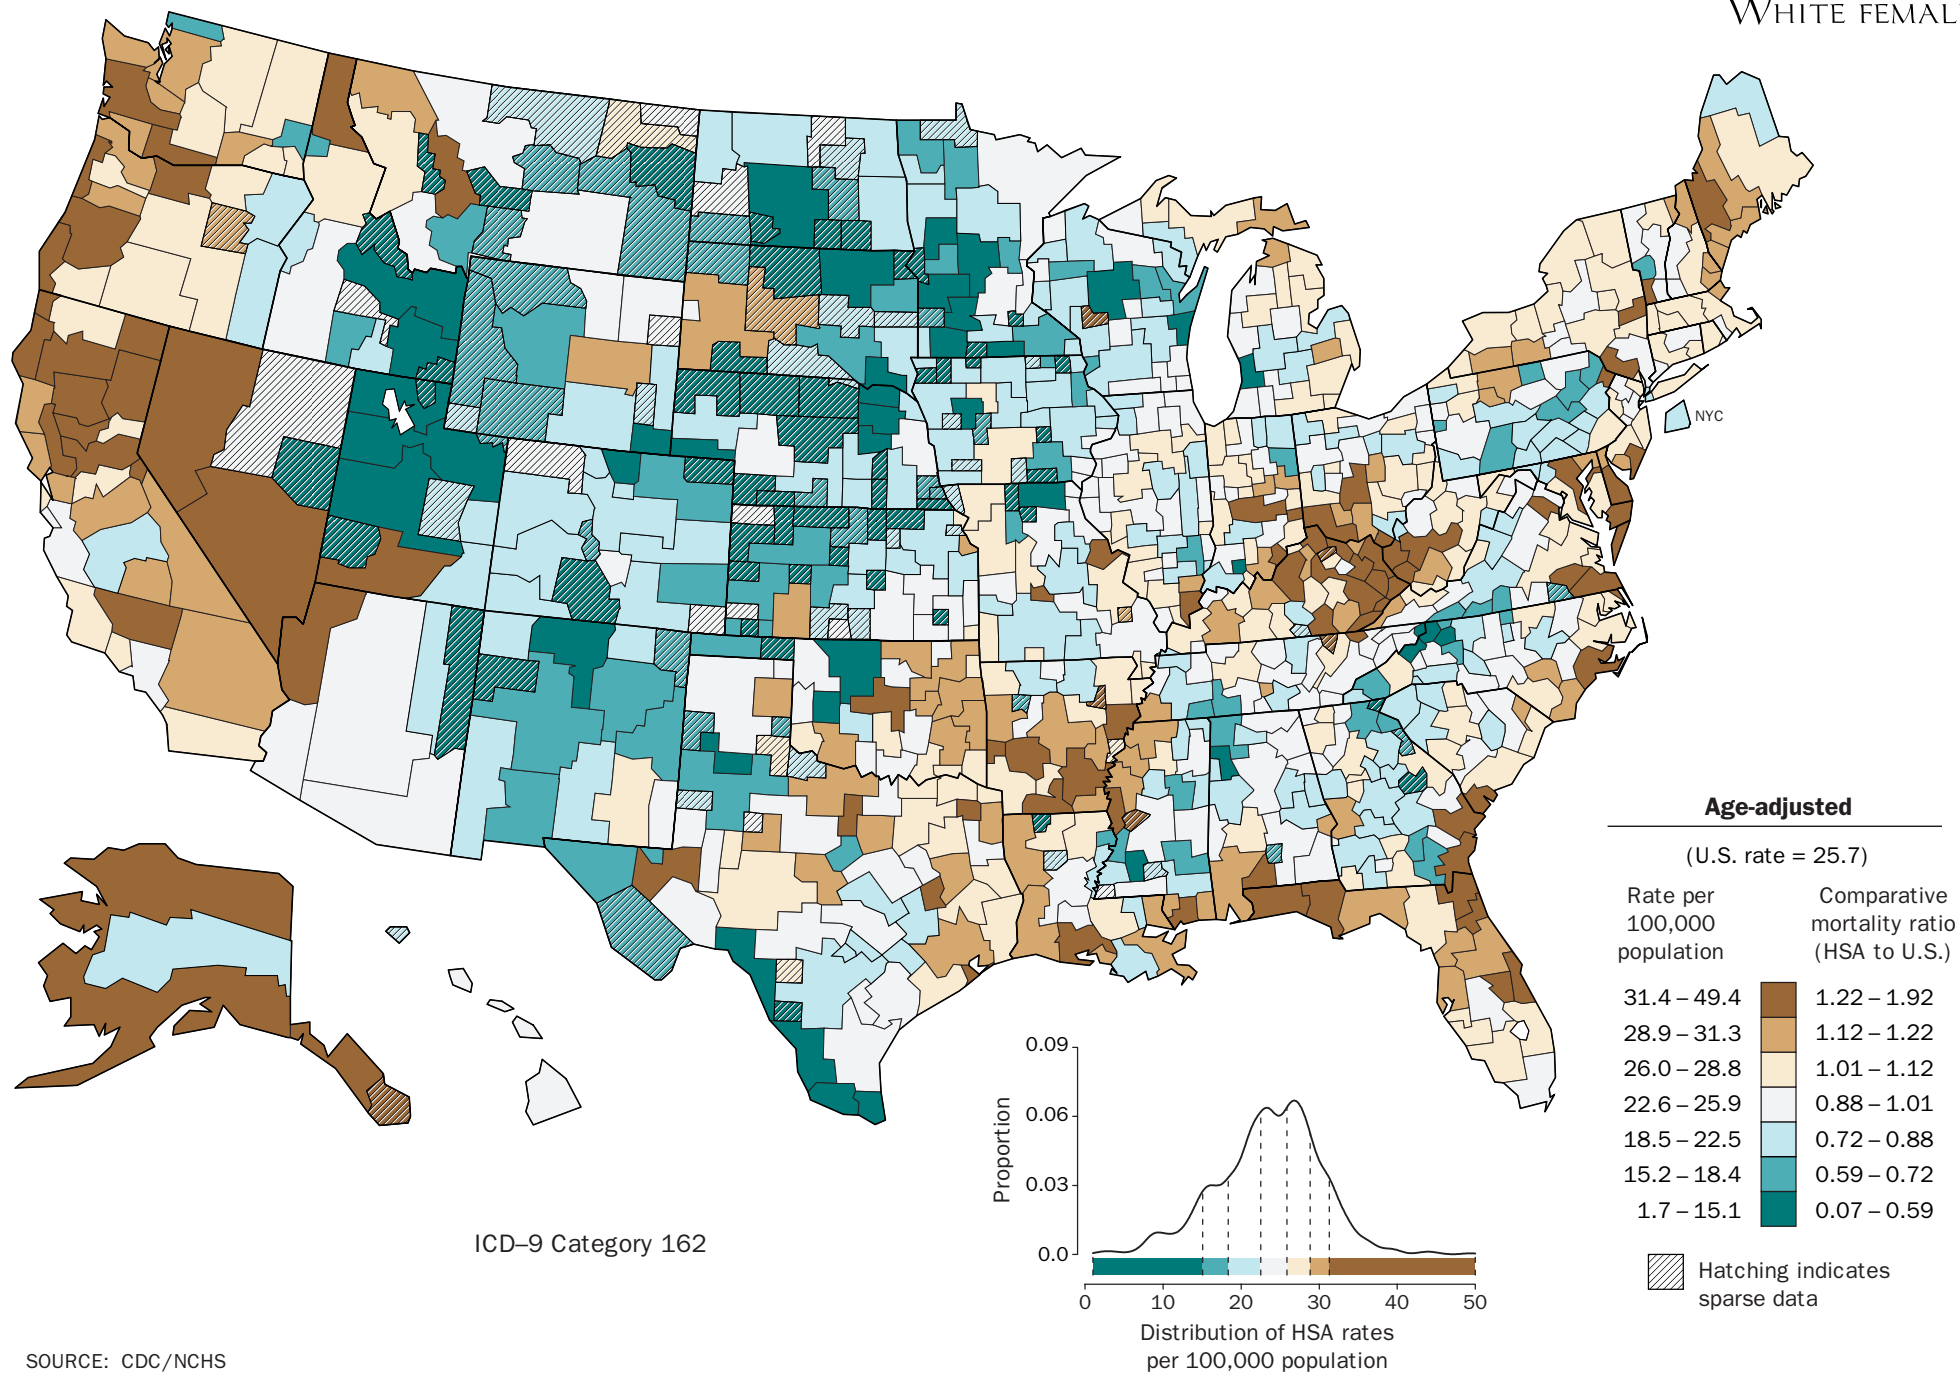 WHITE FEMAL
NYC
Age-adjusted
(U.S. rate = 25.7)
Rate per 100,000 population
Comparative mortality ratio (HSA to U.S.)
31.4 – 49.4 1.22 – 1.92
28.9 – 31.3 1.12 – 1.22
26.0 – 28.8 1.01 – 1.12
22.6 – 25.9 0.88 – 1.01
18.5 – 22.5 0.72 – 0.88
15.2 – 18.4 0.59 – 0.72
1.7 – 15.1 0.07 – 0.59
Hatching indicates
sparse data
0.09
0.06
0.03
0.0
Proportion
0 10 20 30 40 50
Distribution of HSA rates
per 100,000 population
ICD–9 Category 162
SOURCE: CDC/NCHS